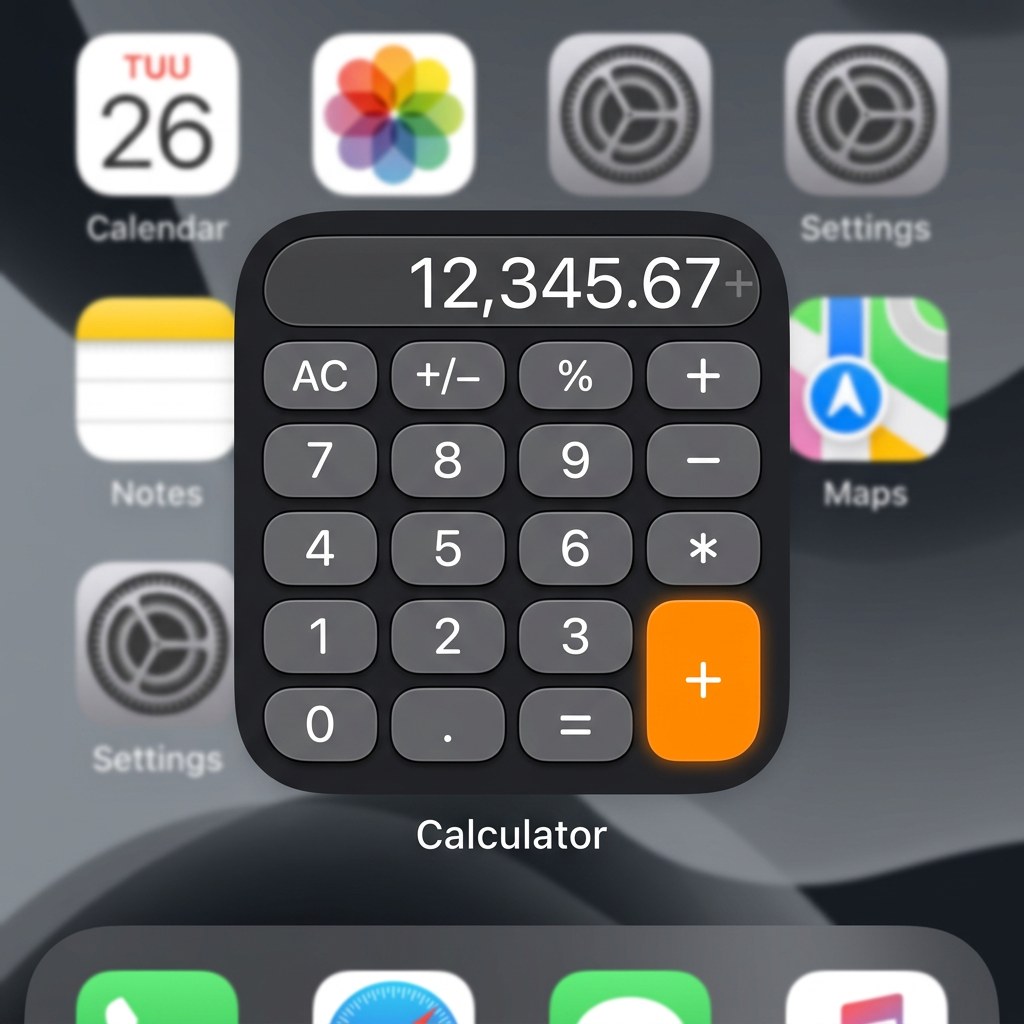 TUU
26
Calendar
Settings
12,345.67+
AC +/− % +
7 8 9 −
4 5 6 *
1 2 3
+
0 . =
Notes
Maps
Settings
Calculator